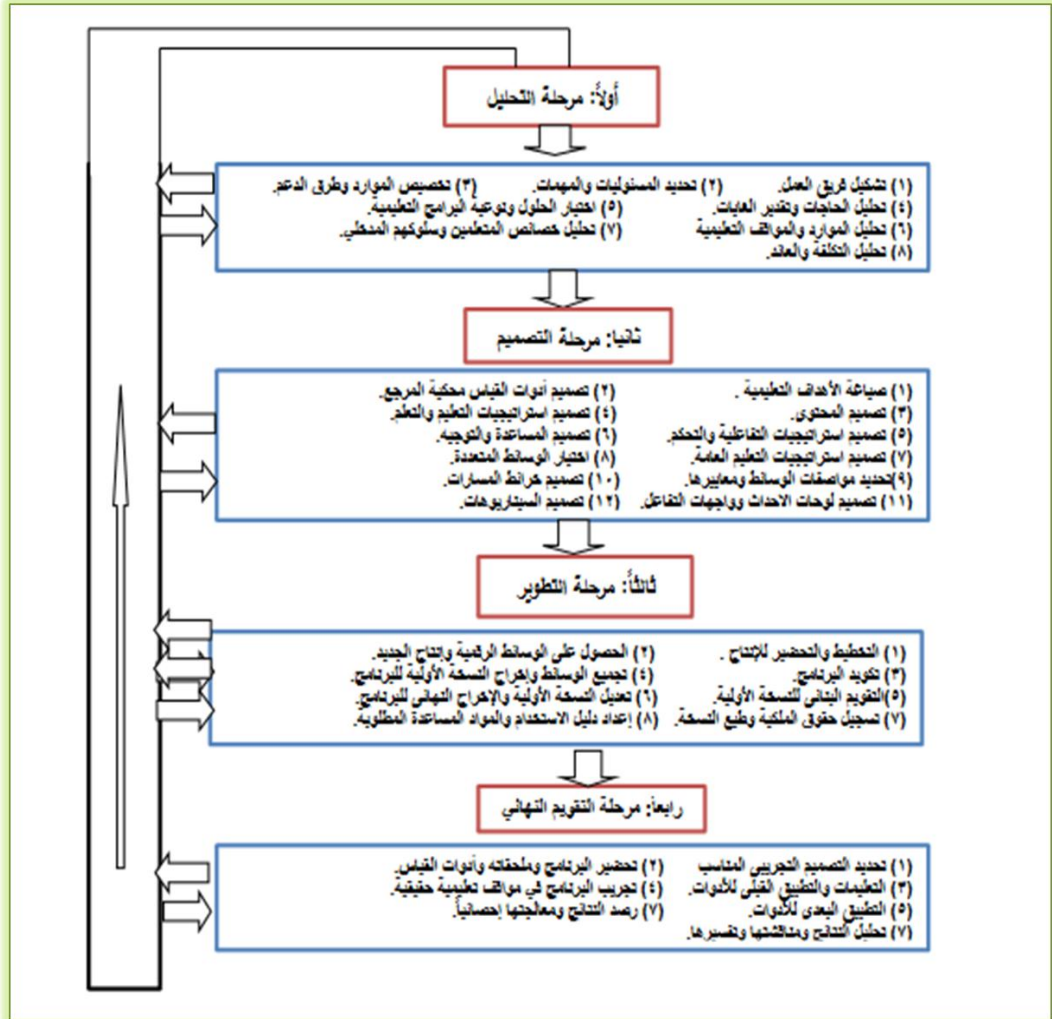 أولاً: مرحلة التحليل
(١) تشكيل فريق العمل. (٢) تحديد المسئوليات والمهمات. (٣) تخصيص الموارد وطرق الدعم.
(٤) تحليل الحاجات وتقدير الغايات. (٥) اختيار الحلول ونوعية البرامج التعليمية.
(٦) تحليل الموارد والمواقف التعليمية (٧) تحليل خصائص المتعلمين وسلوكهم المدخلي.
(٨) تحليل التكلفة والعائد.
ثانيا: مرحلة التصميم
(١) صياغة الأهداف التعليمية . (٢) تصميم أدوات القياس محكية المرجع.
(٣) تصميم المحتوى. (٤) تصميم استراتيجيات التعليم والتعلم.
(٥) تصميم استراتيجيات التفاعلية والتحكم. (٦) تصميم المساعدة والتوجيه.
(٧) تصميم استراتيجيات التعليم العامة. (٨) اختيار الوسائط المتعددة.
(٩)تحديد مواصفات الوسائط ومعاييرها. (١٠) تصميم خرائط المسارات.
(١١) تصميم لوحات الاحداث وواجهات التفاعل. (١٢) تصميم السيناريوهات.
ثالثاً: مرحلة التطوير
(١) التخطيط والتحضير للإنتاج . (٢) الحصول على الوسائط الرقمية وإنتاج الجديد.
(٣) تكويد البرنامج. (٤) تجميع الوسائط وإخراج النسخة الأولية للبرنامج.
(٥)التقويم البنائى للنسخة الأولية. (٦) تعديل النسخة الأولية والإخراج النهائى للبرنامج.
(٧) تسجيل حقوق الملكية وطبع النسخة. (٨) إعداد دليل الاستخدام والمواد المساعدة المطلوبة.
رابعاً: مرحلة التقويم النهائي
(١) تحديد التصميم التجريبى المناسب (٢) تحضير البرنامج وملحقاته وأدوات القياس.
(٣) التعليمات والتطبيق القبلى للأدوات. (٤) تجريب البرنامج في مواقف تعليمية حقيقية.
(٥) التطبيق البعدى للأدوات. (٧) رصد النتائج ومعالجتها إحصائياً.
(٧) تحليل النتائج ومناقشتها وتفسيرها.